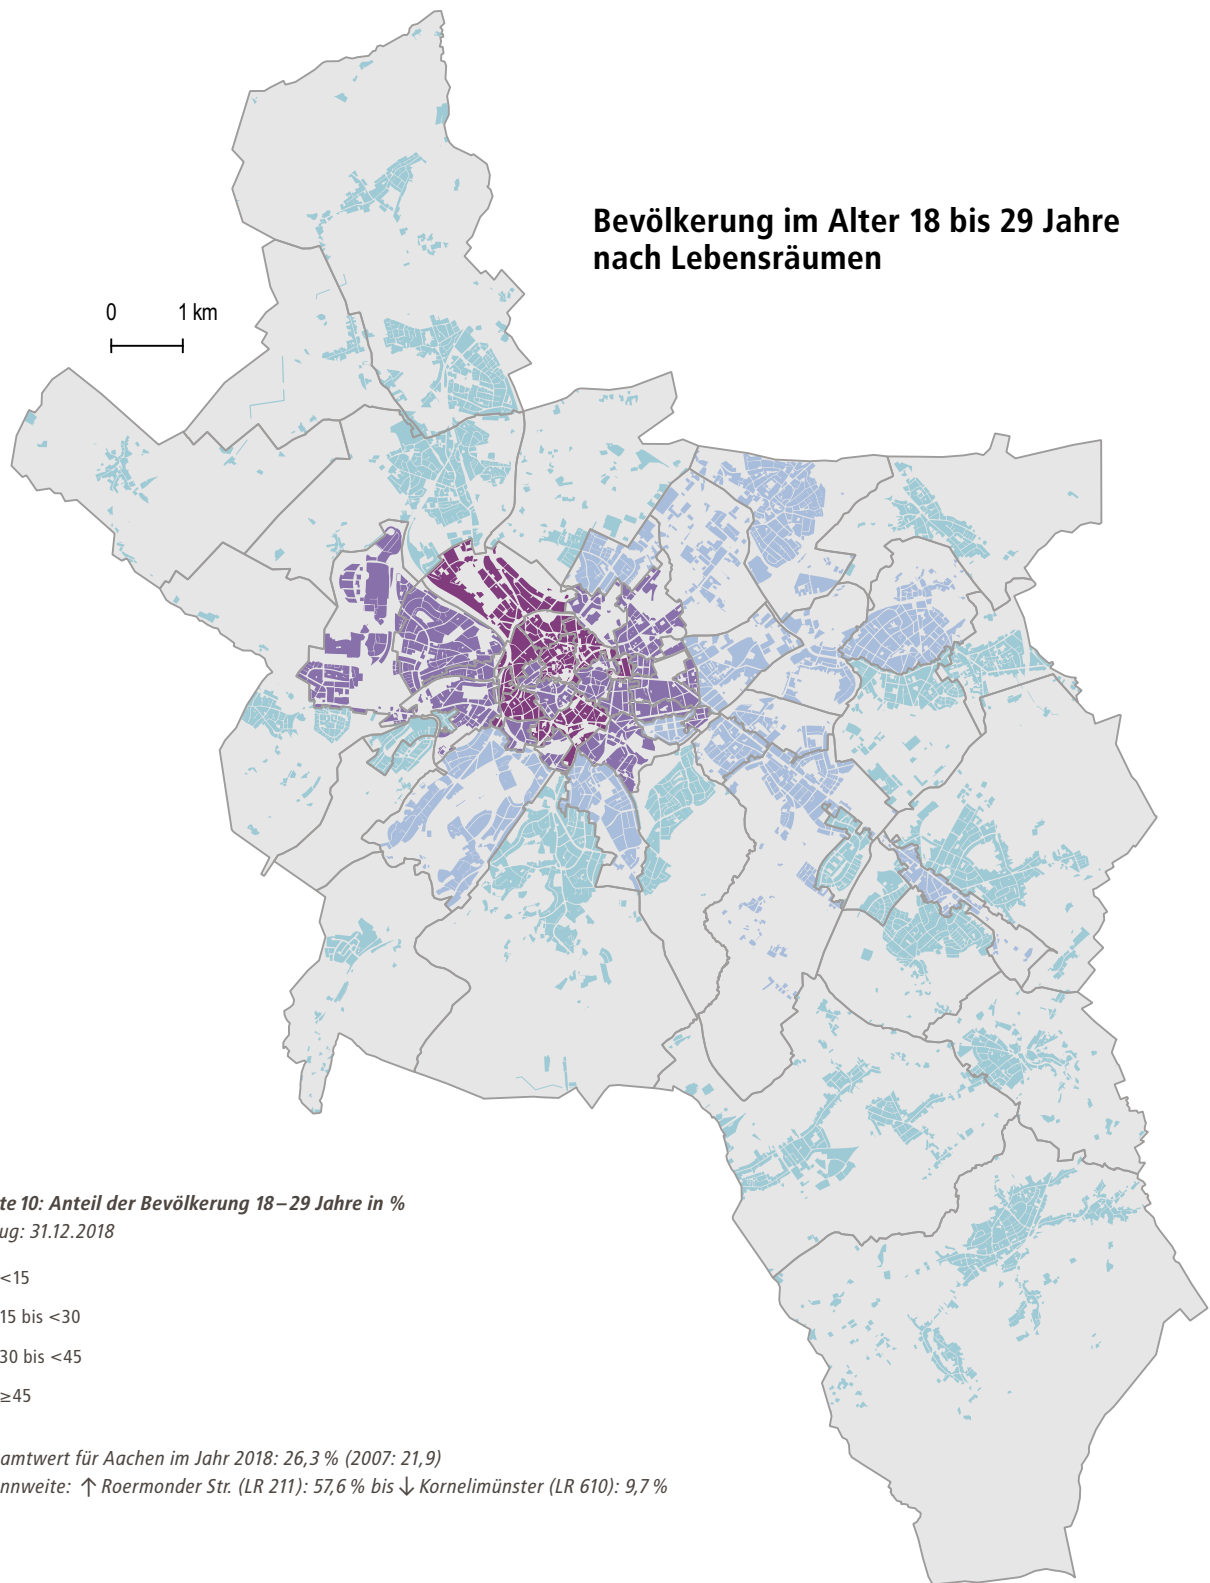 Bevölkerung im Alter 18 bis 29 Jahre
nach Lebensräumen
0 1 km
te 10: Anteil der Bevölkerung 18–29 Jahre in %
ug: 31.12.2018
<15
15 bis <30
30 bis <45
≥45
amtwert für Aachen im Jahr 2018: 26,3 % (2007: 21,9)
nnweite: ↑ Roermonder Str. (LR 211): 57,6 % bis ↓ Kornelimünster (LR 610): 9,7 %